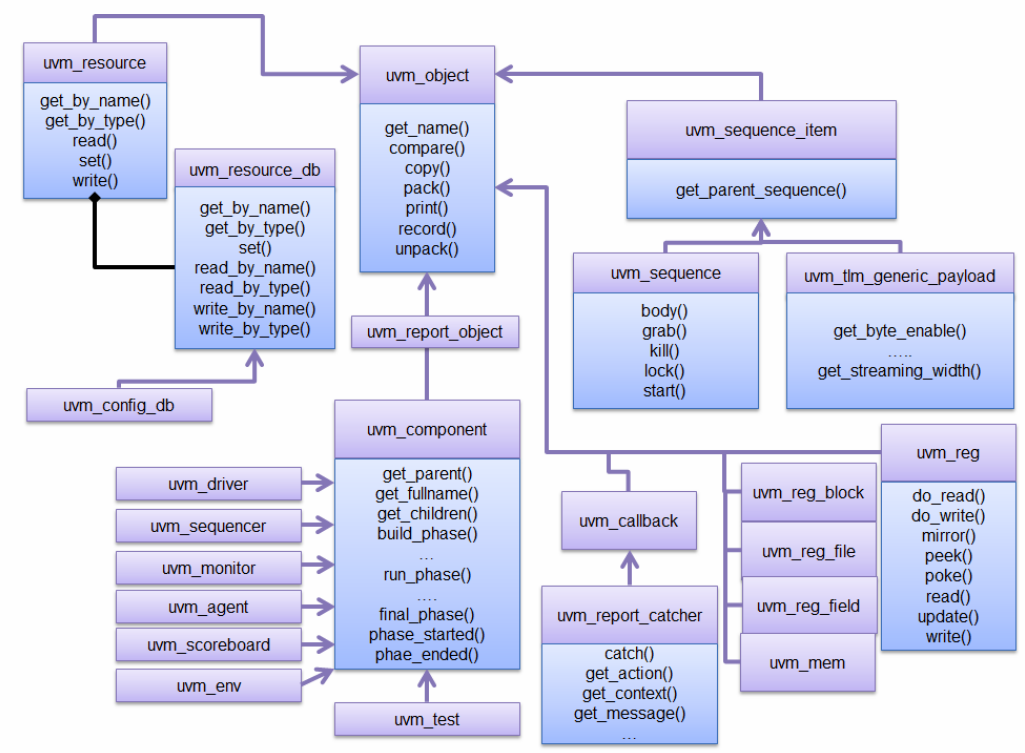 uvm_resource
get_by_name()
get_by_type()
read()
set()
write()
uvm_resource_db
get_by_name()
get_by_type()
set()
read_by_name()
read_by_type()
write_by_name()
write_by_type()
uvm_config_db
uvm_object
get_name()
compare()
copy()
pack()
print()
record()
unpack()
uvm_report_object
uvm_component
get_parent()
get_fullname()
get_children()
build_phase()
...
run_phase()
....
final_phase()
phase_started()
phae_ended()
uvm_driver
uvm_sequencer
uvm_monitor
uvm_agent
uvm_scoreboard
uvm_env
uvm_test
uvm_sequence_item
get_parent_sequence()
uvm_sequence
body()
grab()
kill()
lock()
start()
uvm_tlm_generic_payload
get_byte_enable()
.....
get_streaming_width()
uvm_callback
uvm_report_catcher
catch()
get_action()
get_context()
get_message()
...
uvm_reg_block
uvm_reg_file
uvm_reg_field
uvm_mem
uvm_reg
do_read()
do_write()
mirror()
peek()
poke()
read()
update()
write()